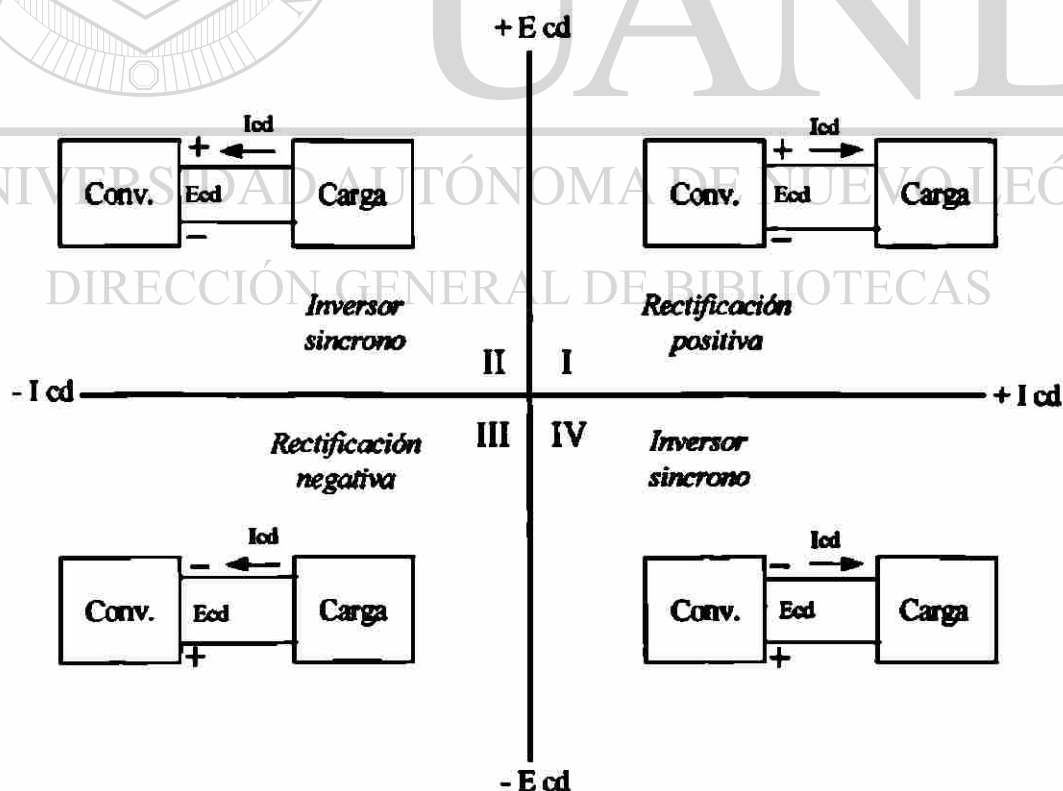 UANL
+ E cd
Icd
+
Conv.
Ecd
Carga
−
Inversor
sincrono
II
Icd
+
Conv.
Ecd
Carga
−
Rectificación
positiva
I
UNIVERSIDAD AUTÓNOMA DE NUEVO LEÓN
DIRECCIÓN GENERAL DE BIBLIOTECAS
- I cd
+ I cd
Rectificación
negativa
III
Icd
−
Conv.
Ecd
Carga
+
IV
Inversor
sincrono
Icd
−
Conv.
Ecd
Carga
+
- E cd